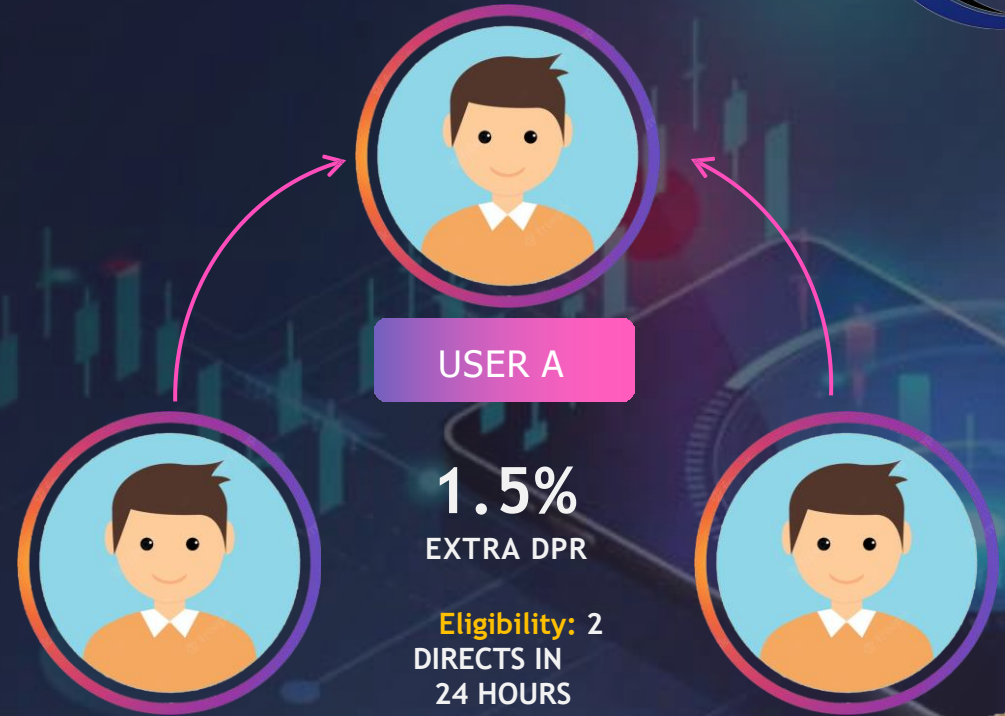 USER A
1.5%
EXTRA DPR
Eligibility: 2
DIRECTS IN
24 HOURS